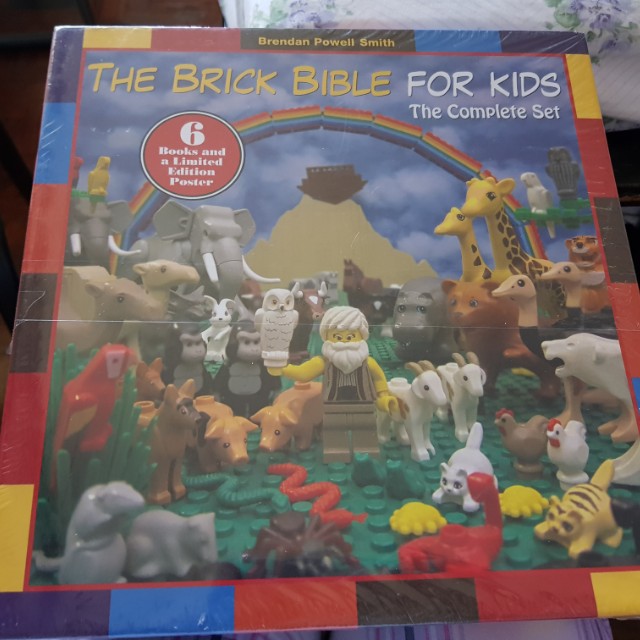 Brendan Powell Smith
THE BRICK BIBLE FOR KIDS
The Complete Set
6
Books and
a Limited
Edition
Poster